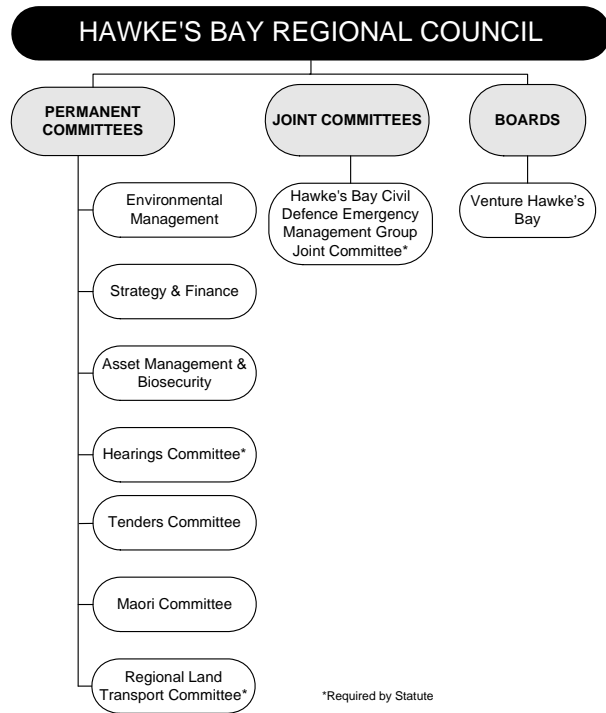 HAWKE'S BAY REGIONAL COUNCIL
PERMANENT
COMMITTEES
JOINT COMMITTEES
BOARDS
Environmental
Management
Hawke's Bay Civil
Defence Emergency
Management Group
Joint Committee*
Venture Hawke's
Bay
Strategy & Finance
Asset Management &
Biosecurity
Hearings Committee*
Tenders Committee
Maori Committee
Regional Land
Transport Committee*
*Required by Statute